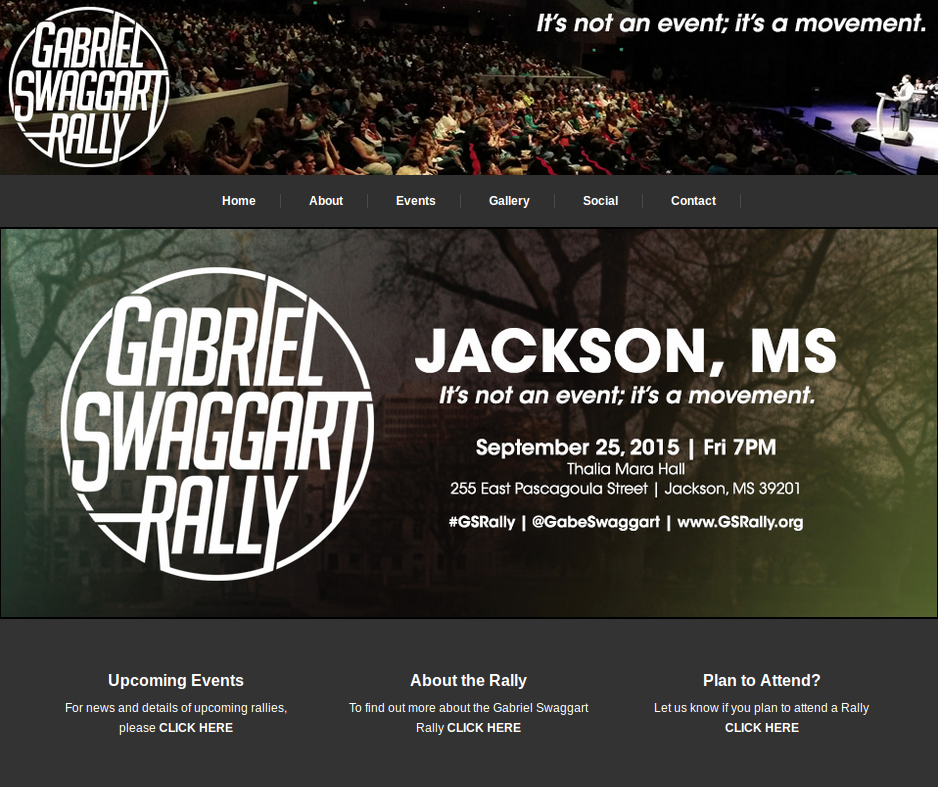 GABRIEL
SWAGGART
RALLY
It's not an event; it's a movement.
Home
About
Events
Gallery
Social
Contact
GABRIEL
SWAGGART
RALLY
JACKSON, MS
It's not an event; it's a movement.
September 25, 2015 | Fri 7PM
Thalia Mara Hall
255 East Pascagoula Street | Jackson, MS 39201
#GSRally | @GabeSwaggart | www.GSRally.org
Upcoming Events
For news and details of upcoming rallies,
please CLICK HERE
About the Rally
To find out more about the Gabriel Swaggart
Rally CLICK HERE
Plan to Attend?
Let us know if you plan to attend a Rally
CLICK HERE